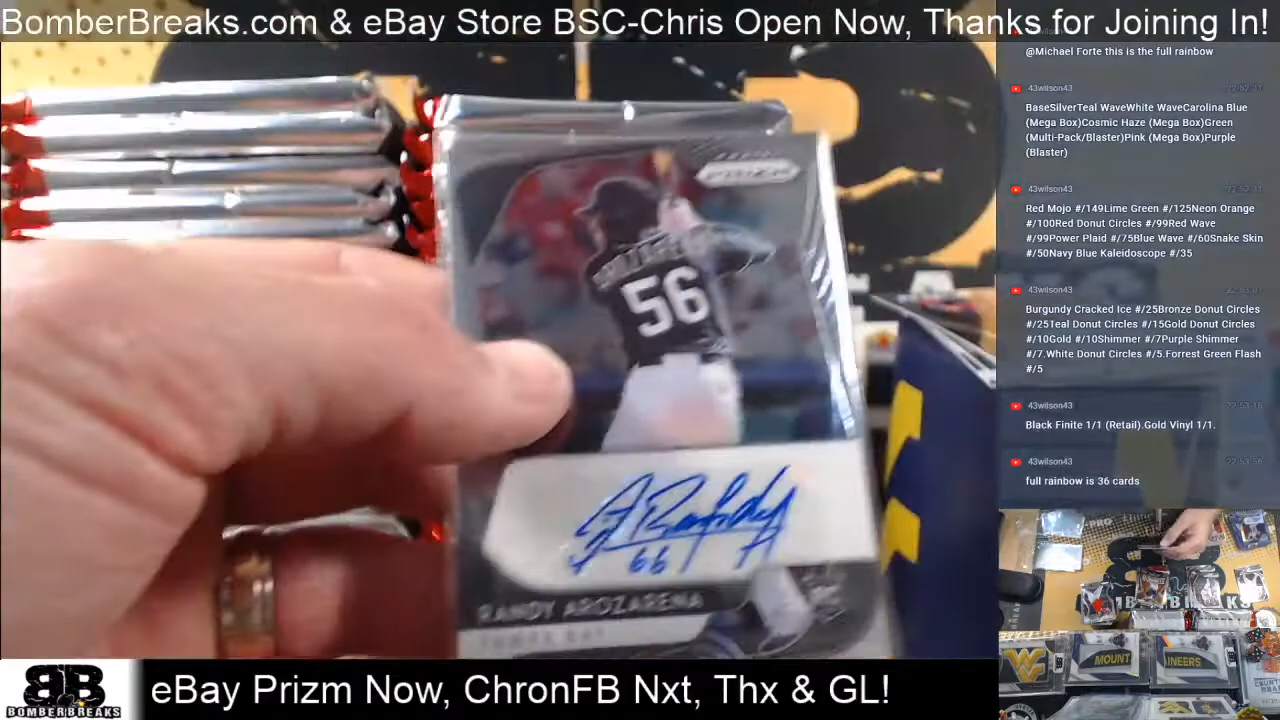 BomberBreaks.com & eBay Store BSC-Chris Open Now, Thanks for Joining In!
@Michael Forte this is the full rainbow
43wilson43
BaseSilverTeal WaveWhite WaveCarolina Blue
(Mega Box)Cosmic Haze (Mega Box)Green
(Multi-Pack/Blaster)Pink (Mega Box)Purple
(Blaster)
43wilson43
Red Mojo #/149Lime Green #/125Neon Orange
#/100Red Donut Circles #/99Red Wave
#/99Power Plaid #/75Blue Wave #/60Snake Skin
#/50Navy Blue Kaleidoscope #/35
43wilson43
Burgundy Cracked Ice #/25Bronze Donut Circles
#/25Teal Donut Circles #/15Gold Donut Circles
#/10Gold #/10Shimmer #/7Purple Shimmer
#/7.White Donut Circles #/5.Forrest Green Flash
#/5
43wilson43
Black Finite 1/1 (Retail).Gold Vinyl 1/1.
43wilson43
full rainbow is 36 cards
PRIZM
56
66
RANDY AROZARENA
TAMPA BAY
MOUNT
INEERS
BB
BOMBERBREAKS
eBay Prizm Now, ChronFB Nxt, Thx & GL!